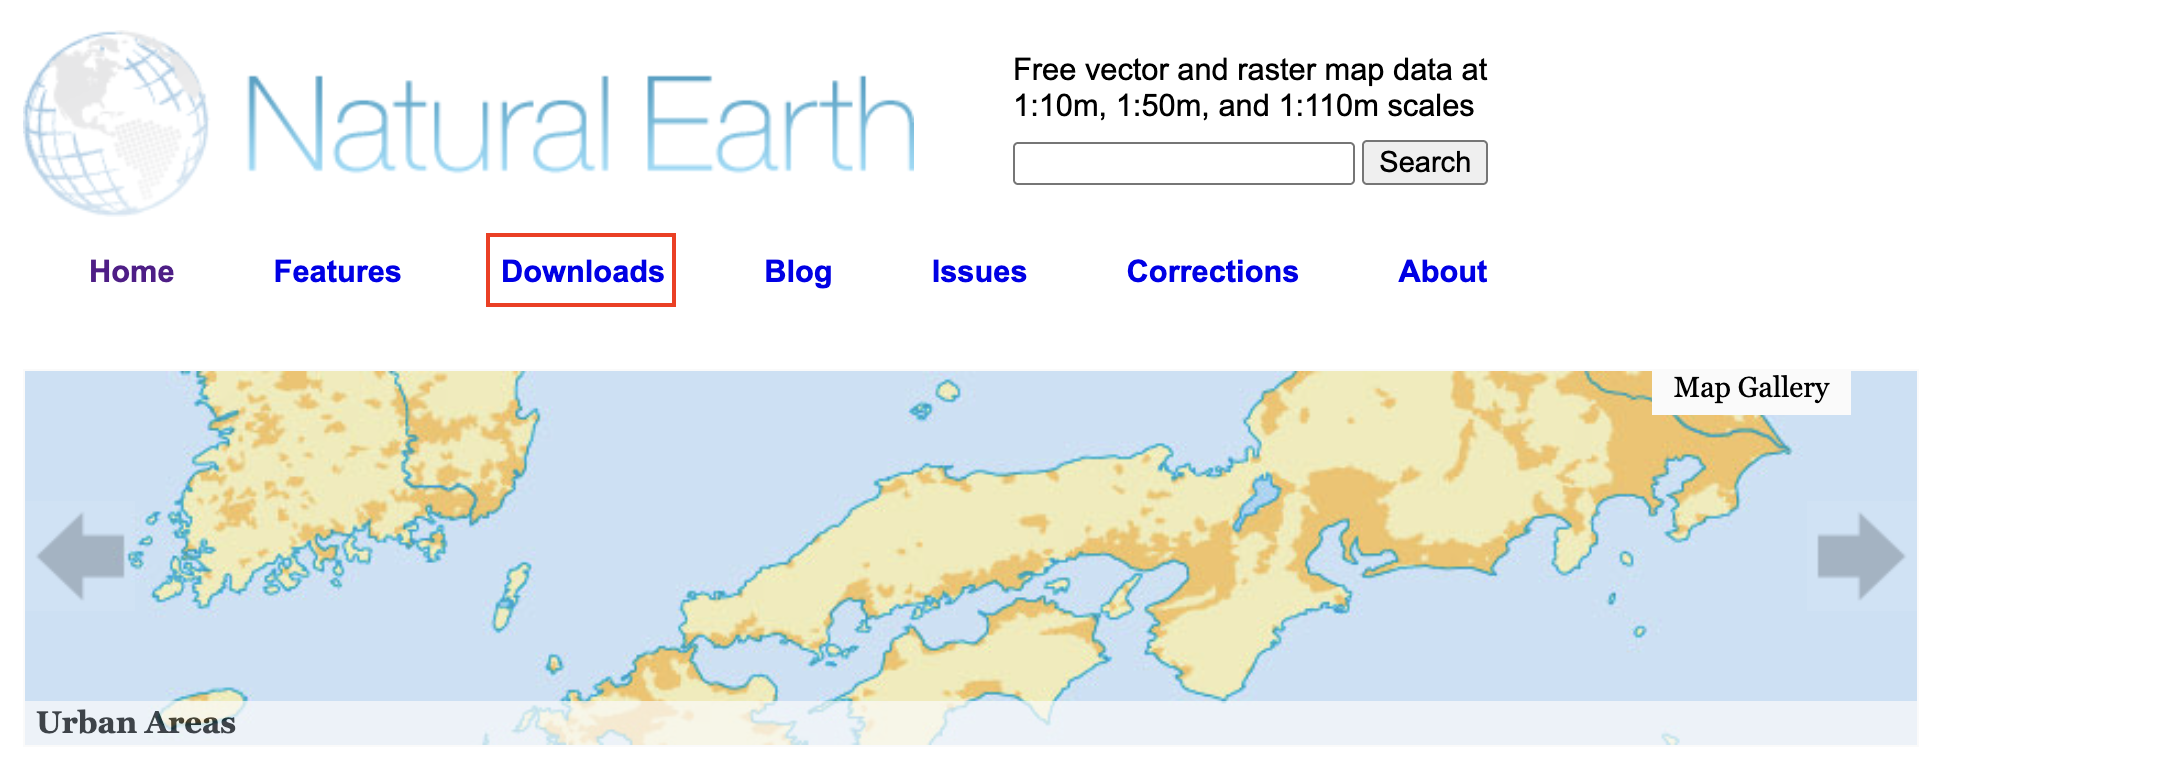 Natural Earth
Free vector and raster map data at
1:10m, 1:50m, and 1:110m scales
Search
Home Features Downloads Blog Issues Corrections About
Map Gallery
Urban Areas